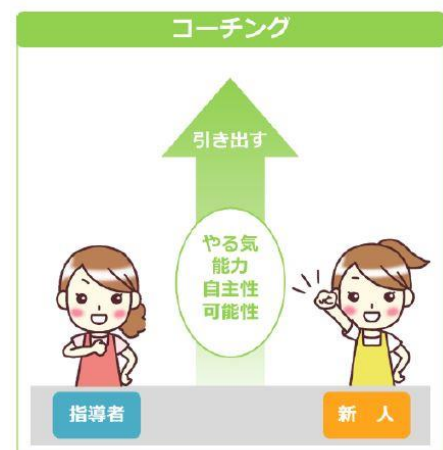 コーチング
引き出す
やる気
能力
自主性
可能性
指導者
新 人